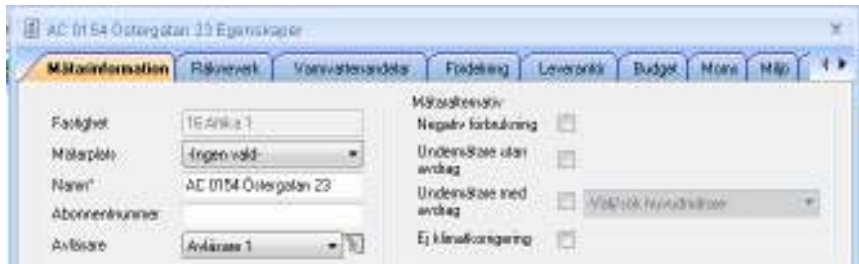 AC 0154 Östergatan 23 Egenskaper
Mätarinformation Räkneverk Varmvattenandelar Fördelning Leverantör Budget Moms Miljö
Mätaralternativ
Fastighet 16 Anka 1 Negativ förbrukning
Mätarplats -Ingen vald- Undermätare utan avdrag
Namn* AC 0154 Östergatan 23 Undermätare med avdrag Välj/sök huvudmätare
Abonnentnummer
Avläsare Avläsare 1 Ej klimatkorrigering